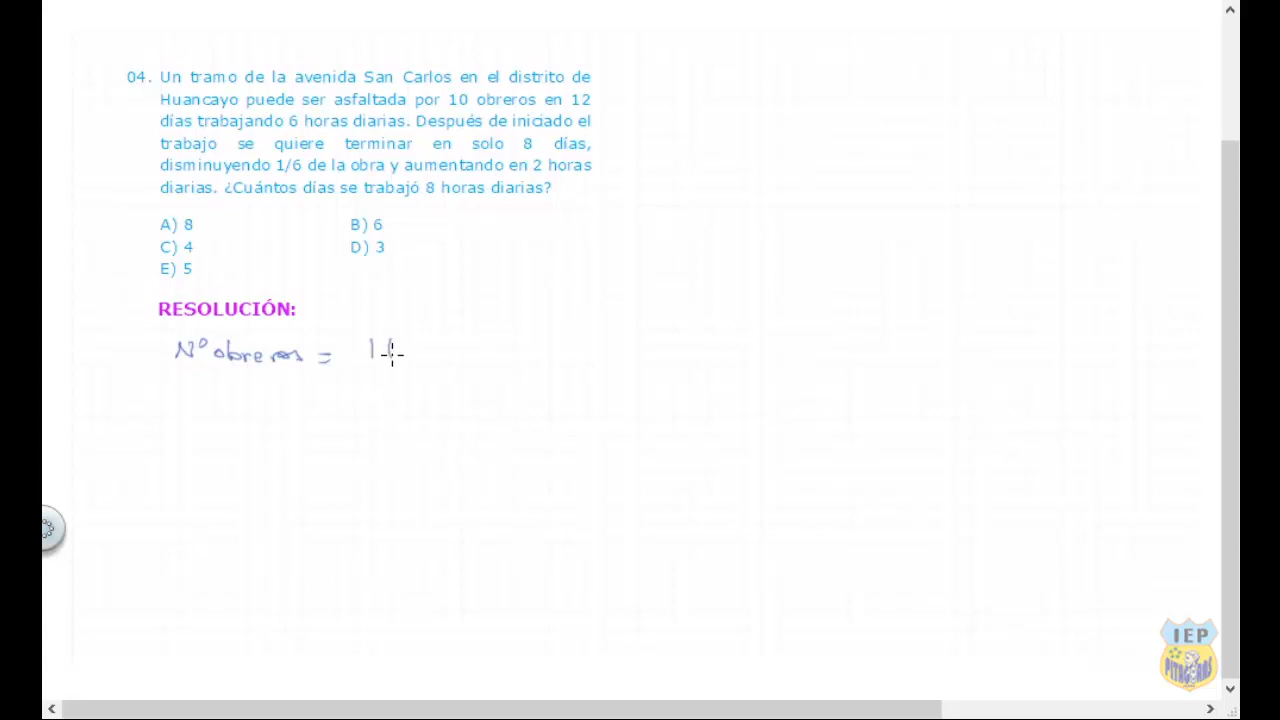 04. Un tramo de la avenida San Carlos en el distrito de
Huancayo puede ser asfaltada por 10 obreros en 12
días trabajando 6 horas diarias. Después de iniciado el
trabajo se quiere terminar en solo 8 días,
disminuyendo 1/6 de la obra y aumentando en 2 horas
diarias. ¿Cuántos días se trabajó 8 horas diarias?
A) 8 B) 6
C) 4 D) 3
E) 5
RESOLUCIÓN:
Nº obreros = 1
IEP
PITAGORAS